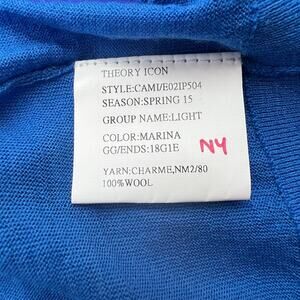 THEORY ICON
STYLE:CAMI/E02IP504
SEASON:SPRING 15
GROUP NAME:LIGHT
COLOR:MARINA
GG/ENDS:18G1E
NY
YARN:CHARME,NM2/80
100%WOOL